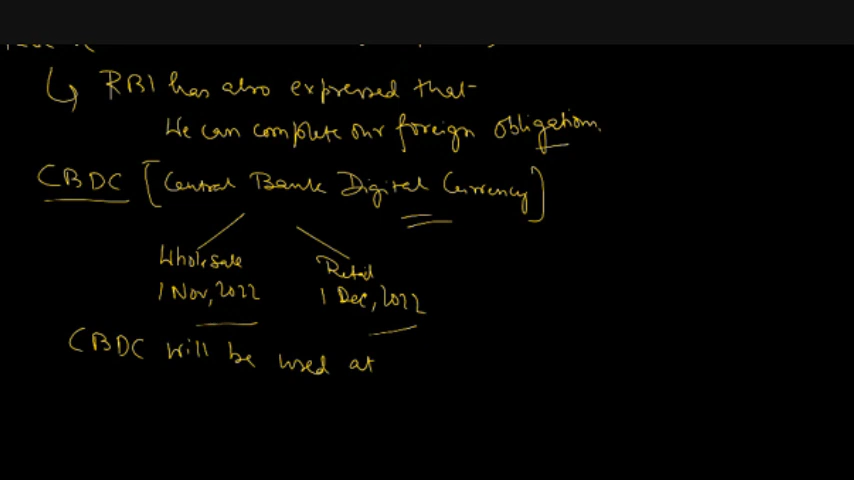 RBI has also expressed that
We can complete our foreign obligations.
CBDC [Central Bank Digital Currency]
Wholesale Retail
1 Nov, 2022 1 Dec, 2022
CBDC will be used at